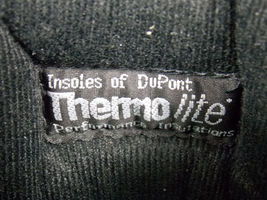 Insoles of DuPont
Thermolite
Performance Insulations